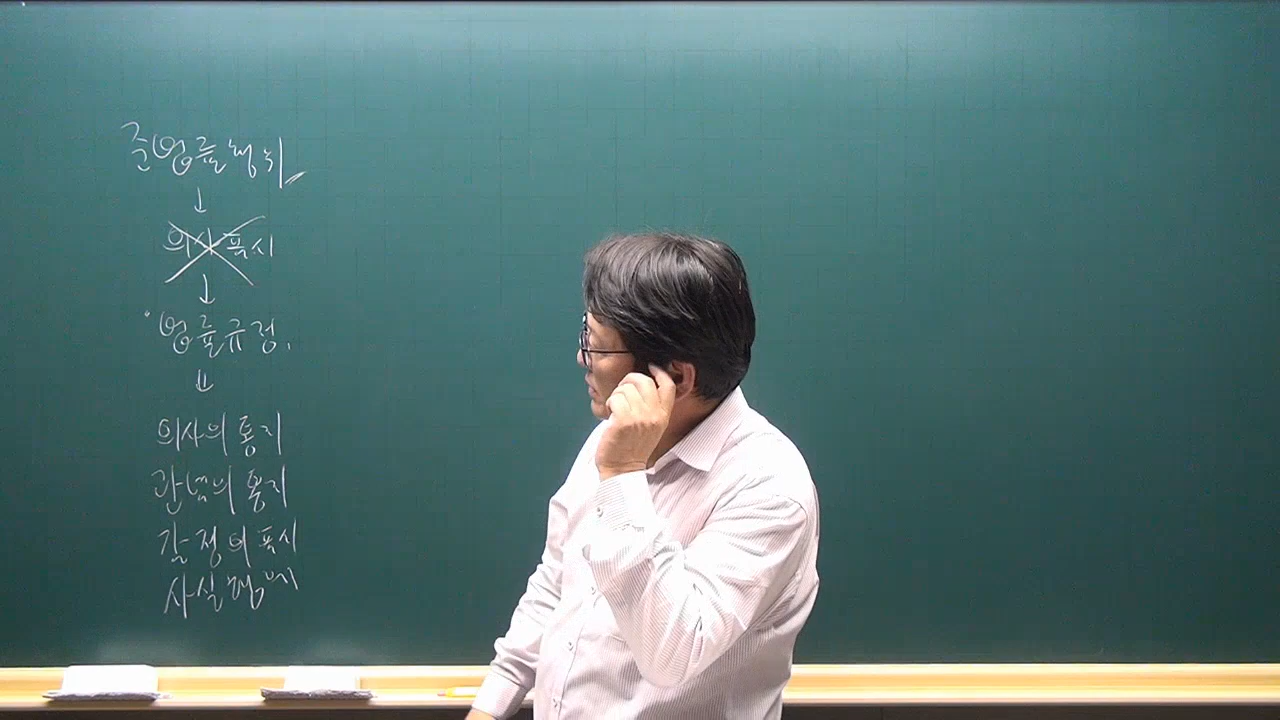 준법률행위
↓
의사표시
↓
법률규정.
⇓
의사의 통지
관념의 통지
감정의 표시
사실행위